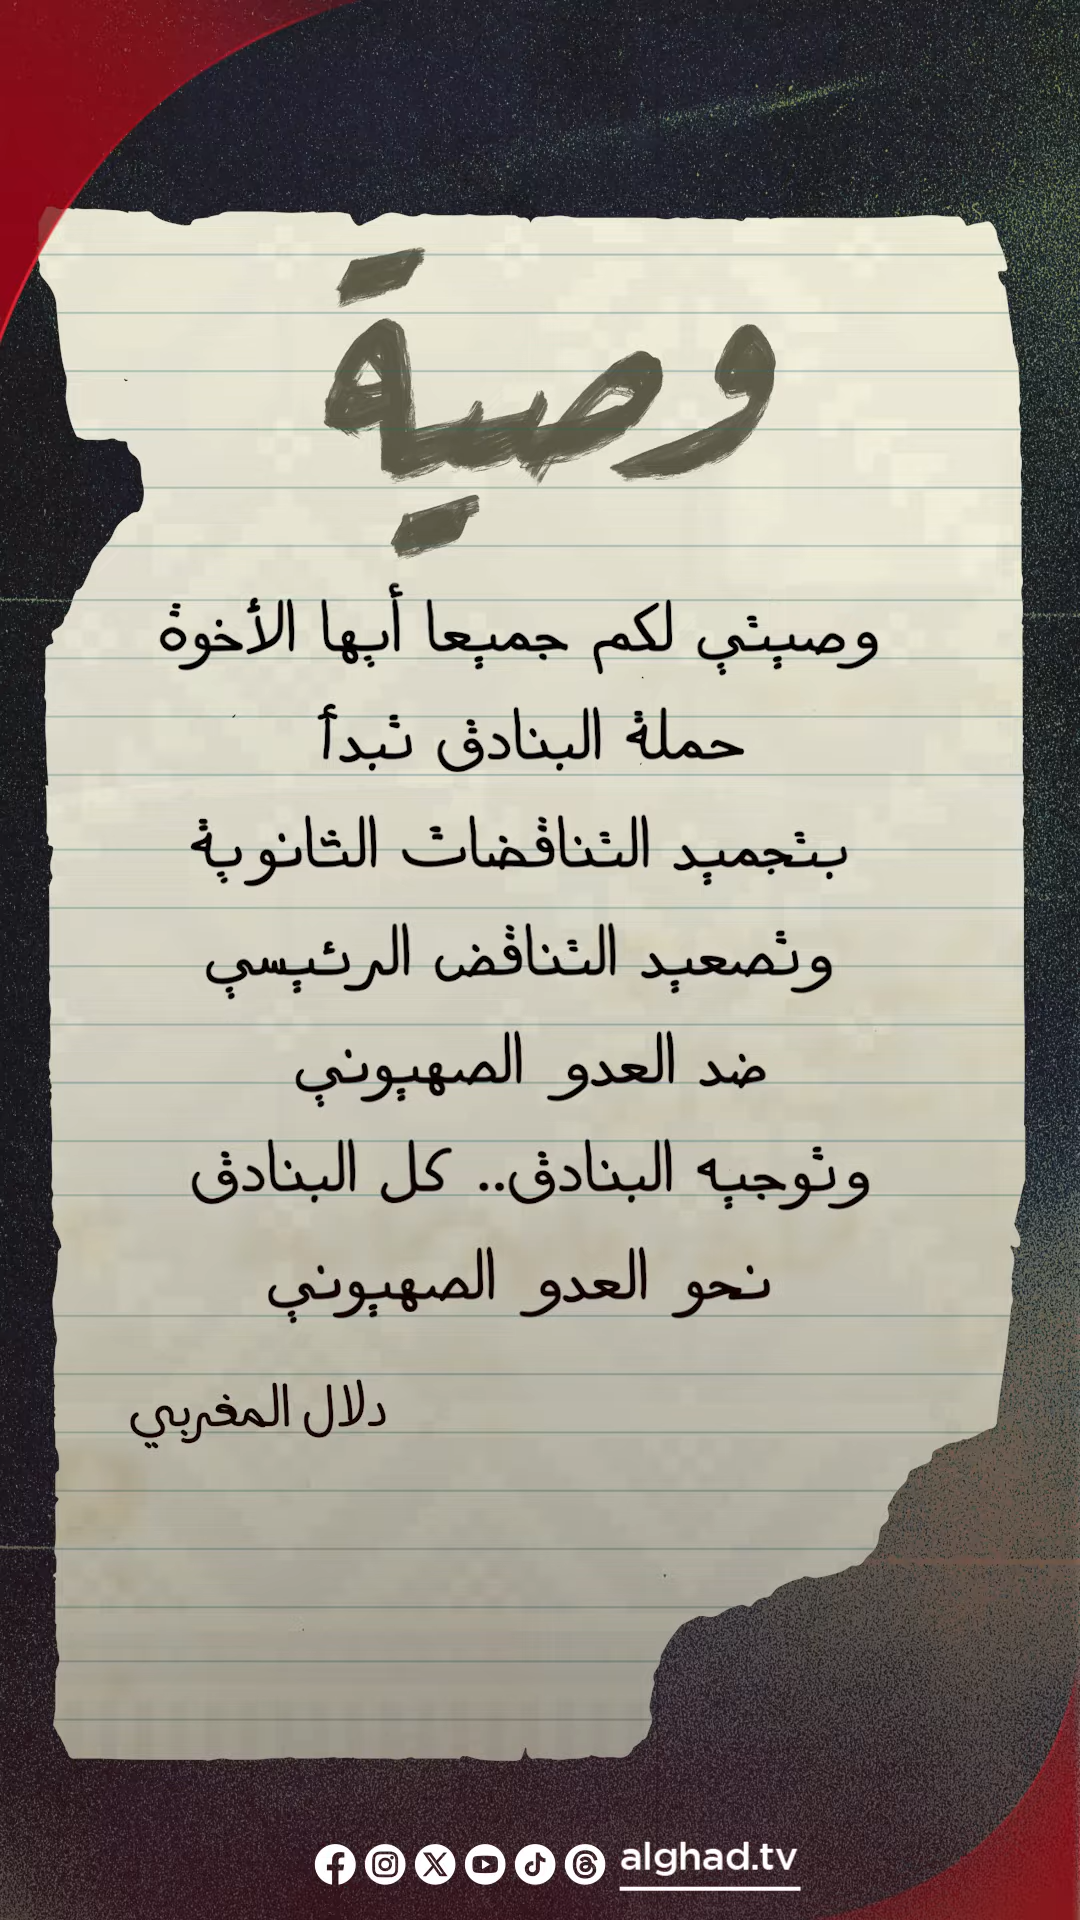 وصية
وصيتي لكم جميعا أيها الأخوة
حملة البنادق تبدأ
بتجميد التناقضات الثانوية
وتصعيد التناقض الرئيسي
ضد العدو الصهيوني
وتوجيه البنادق.. كل البنادق
نحو العدو الصهيوني
دلال المغربي
alghad.tv